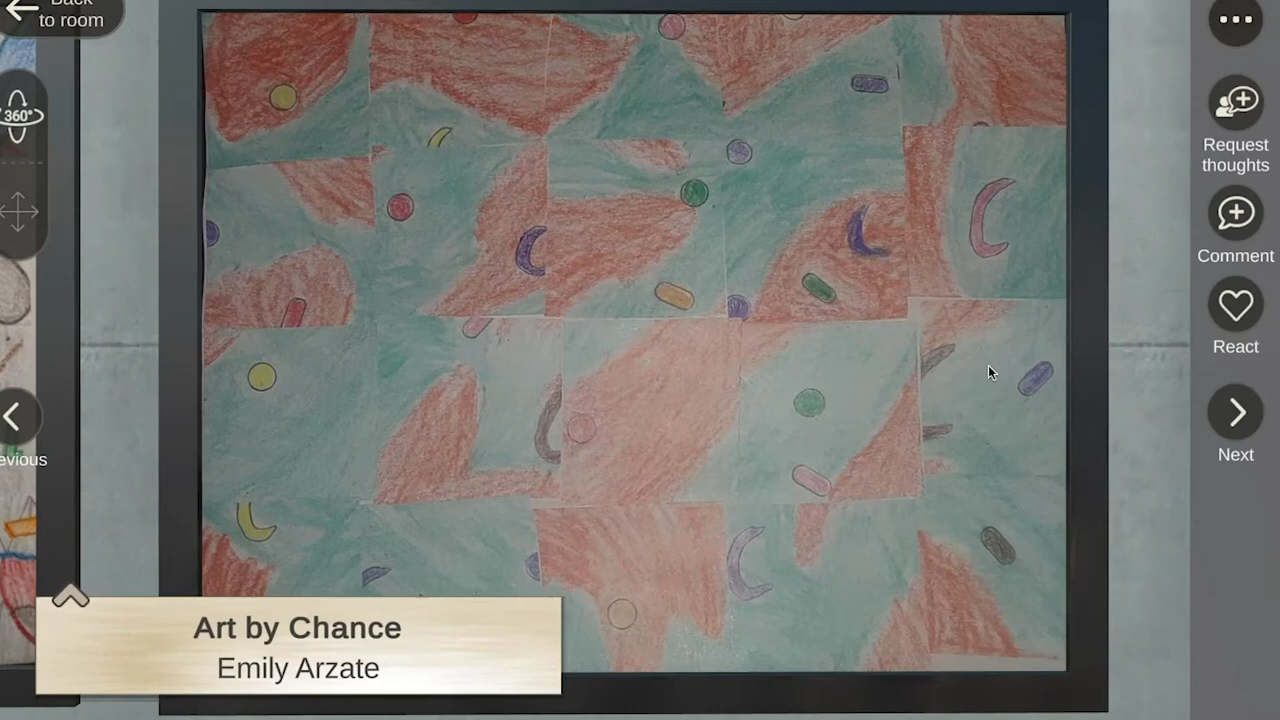 Back
to room
360°
evious
Art by Chance
Emily Arzate
Request
thoughts
Comment
React
Next